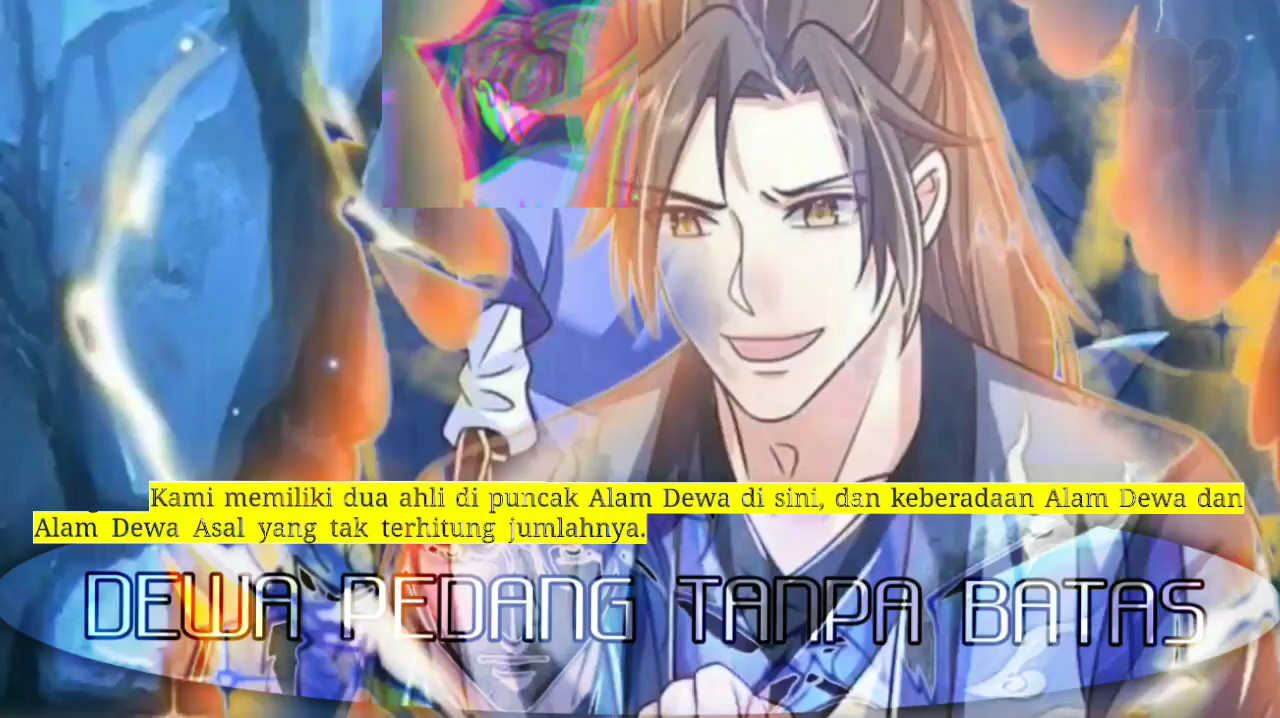 302
Kami memiliki dua ahli di puncak Alam Dewa di sini, dan keberadaan Alam Dewa dan
Alam Dewa Asal yang tak terhitung jumlahnya.
DEWA PEDANG TANPA BATAS